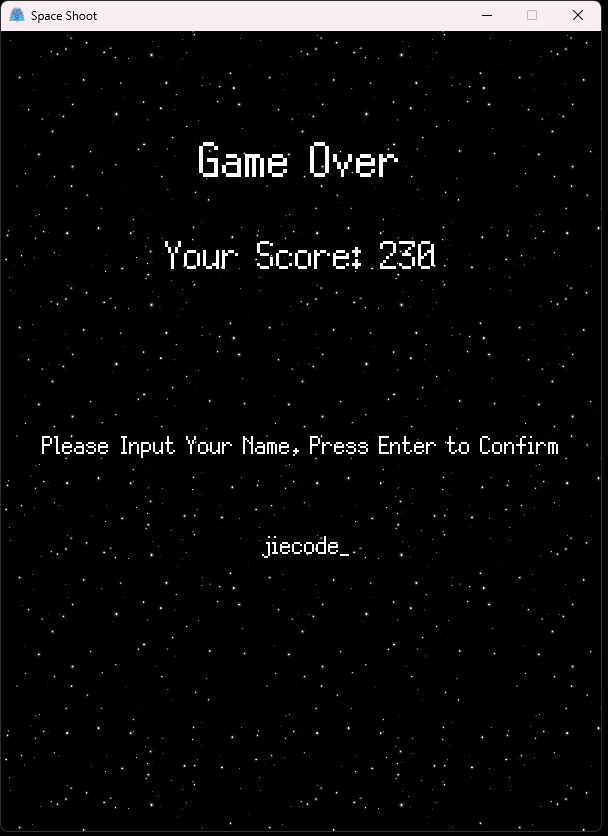 Space Shoot
Game Over
Your Score: 230
Please Input Your Name, Press Enter to Confirm
jiecode_